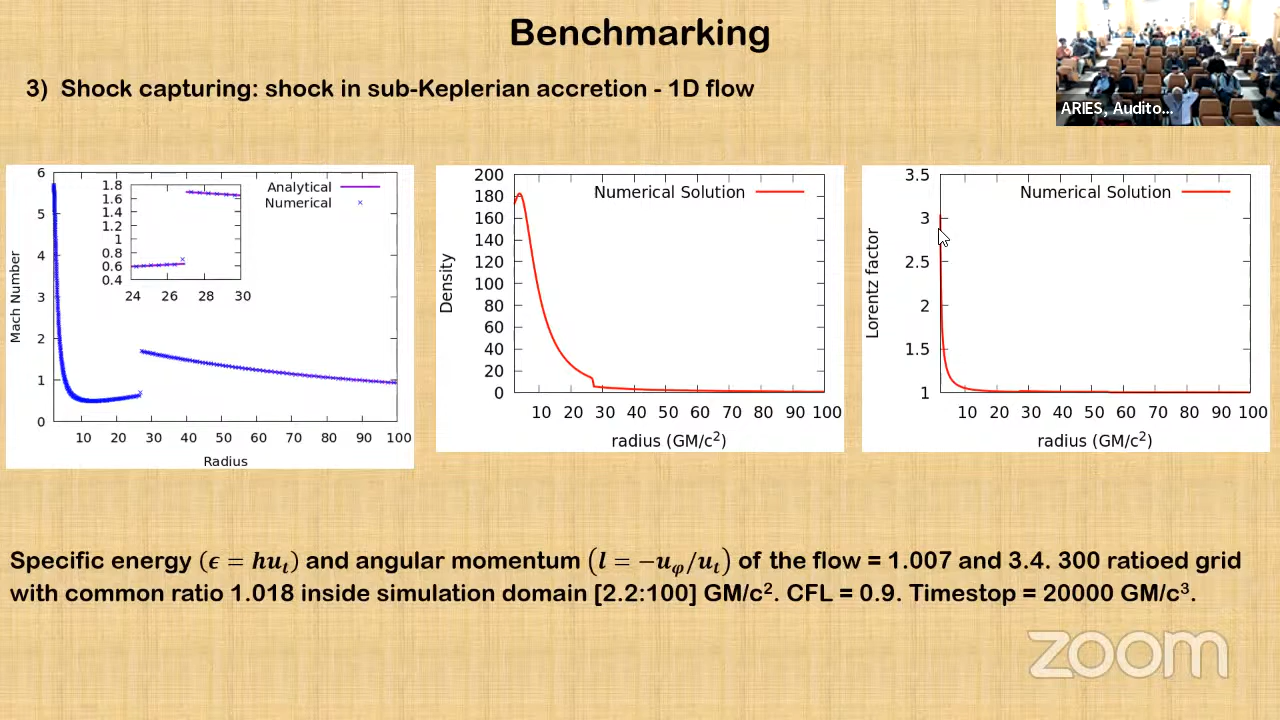 Benchmarking
ARIES, Audito...
3) Shock capturing: shock in sub-Keplerian accretion - 1D flow
Mach Number
6
5
4
3
2
1
0
1.8
1.6
1.4
1.2
1
0.8
0.6
0.4
24 26 28 30
Analytical
Numerical
10 20 30 40 50 60 70 80 90 100
Radius
Density
200
180
160
140
120
100
80
60
40
20
0
Numerical Solution
10 20 30 40 50 60 70 80 90 100
radius (GM/c²)
Lorentz factor
3.5
3
2.5
2
1.5
1
Numerical Solution
10 20 30 40 50 60 70 80 90 100
radius (GM/c²)
Specific energy (ϵ = huₜ) and angular momentum (l = −uᵩ/uₜ) of the flow = 1.007 and 3.4. 300 ratioed grid
with common ratio 1.018 inside simulation domain [2.2:100] GM/c². CFL = 0.9. Timestop = 20000 GM/c³.
zoom